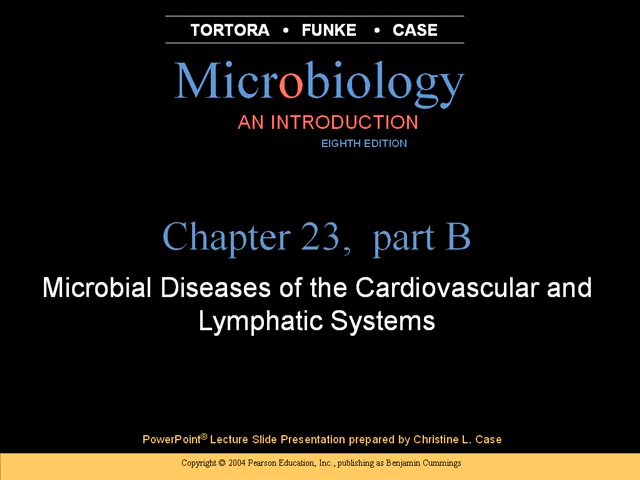 TORTORA • FUNKE • CASE
Microbiology
AN INTRODUCTION
EIGHTH EDITION
Chapter 23, part B
Microbial Diseases of the Cardiovascular and
Lymphatic Systems
PowerPoint® Lecture Slide Presentation prepared by Christine L. Case
Copyright © 2004 Pearson Education, Inc., publishing as Benjamin Cummings